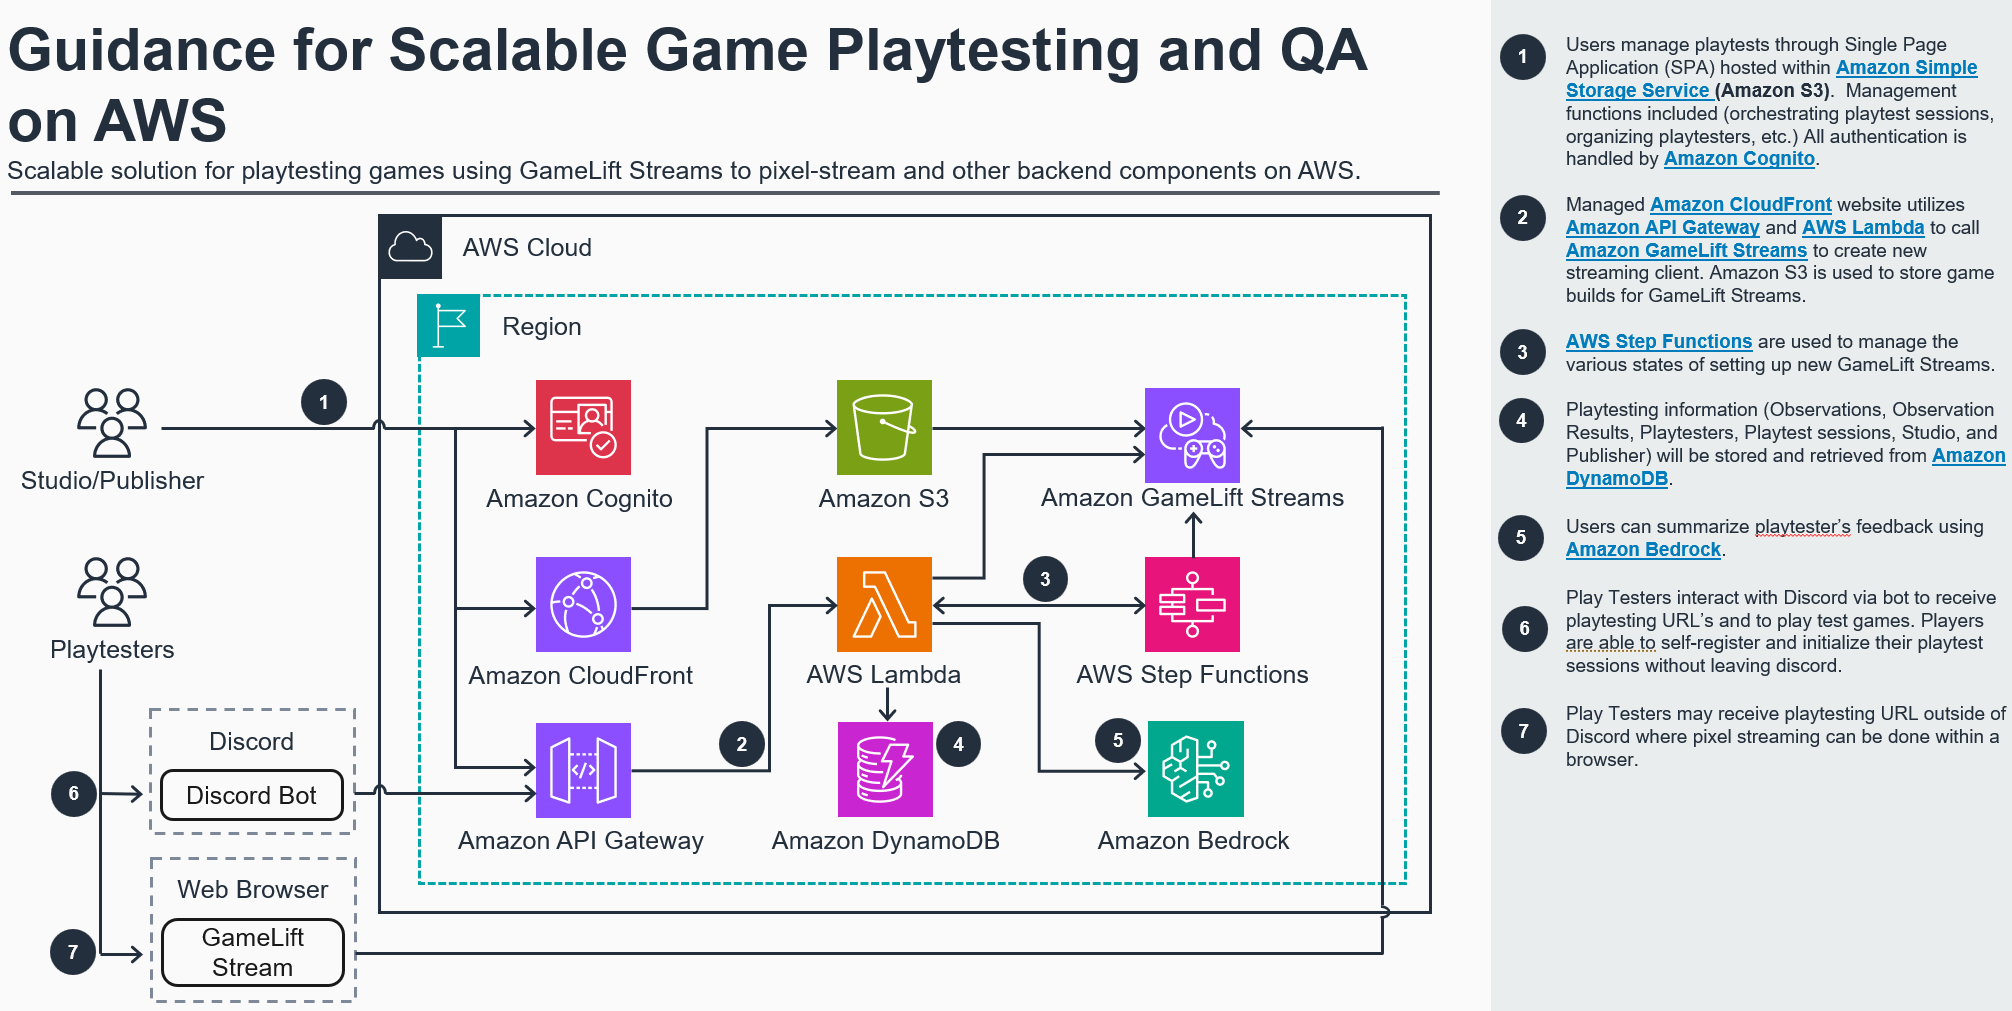 Guidance for Scalable Game Playtesting and QA
on AWS
Scalable solution for playtesting games using GameLift Streams to pixel-stream and other backend components on AWS.
AWS Cloud
Region
1
Studio/Publisher
Amazon Cognito
Amazon S3
Amazon GameLift Streams
3
Playtesters
Amazon CloudFront
AWS Lambda
AWS Step Functions
2
4
5
Discord
6
Discord Bot
Amazon API Gateway
Amazon DynamoDB
Amazon Bedrock
Web Browser
7
GameLift
Stream
1
Users manage playtests through Single Page
Application (SPA) hosted within Amazon Simple
Storage Service (Amazon S3). Management
functions included (orchestrating playtest sessions,
organizing playtesters, etc.) All authentication is
handled by Amazon Cognito.
2
Managed Amazon CloudFront website utilizes
Amazon API Gateway and AWS Lambda to call
Amazon GameLift Streams to create new
streaming client. Amazon S3 is used to store game
builds for GameLift Streams.
3
AWS Step Functions are used to manage the
various states of setting up new GameLift Streams.
4
Playtesting information (Observations, Observation
Results, Playtesters, Playtest sessions, Studio, and
Publisher) will be stored and retrieved from Amazon
DynamoDB.
5
Users can summarize playtester's feedback using
Amazon Bedrock.
6
Play Testers interact with Discord via bot to receive
playtesting URL's and to play test games. Players
are able to self-register and initialize their playtest
sessions without leaving discord.
7
Play Testers may receive playtesting URL outside of
Discord where pixel streaming can be done within a
browser.